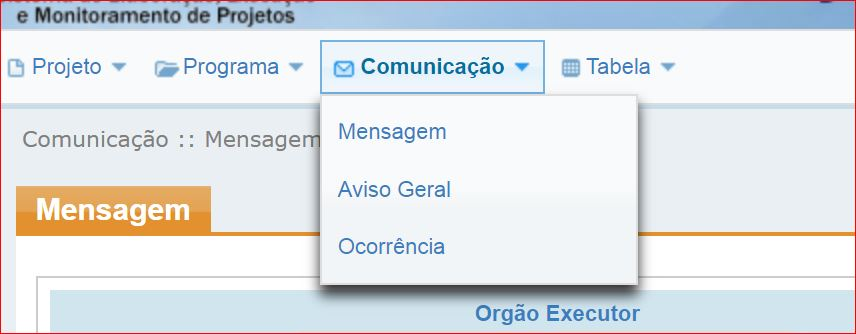 e Monitoramento de Projetos
Projeto Programa Comunicação Tabela
Mensagem
Comunicação :: Mensagem
Aviso Geral
Mensagem
Ocorrência
Orgão Executor